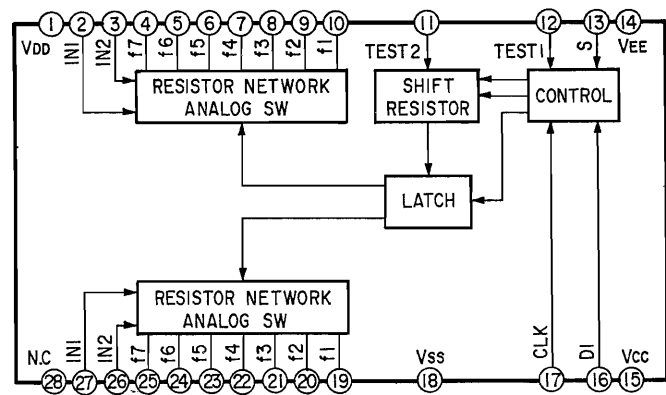 1 2 3 4 5 6 7 8 9 10 11 12 13 14
VDD IN1 IN2 f7 f6 f5 f4 f3 f2 f1 TEST2 TEST1 S VEE
RESISTOR NETWORK
ANALOG SW
SHIFT
RESISTOR
CONTROL
LATCH
RESISTOR NETWORK
ANALOG SW
N.C IN1 IN2 f7 f6 f5 f4 f3 f2 f1 VSS CLK DI VCC
28 27 26 25 24 23 22 21 20 19 18 17 16 15